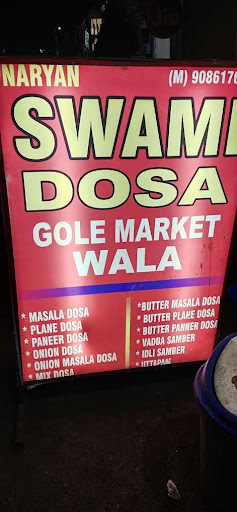 NARYAN (M) 908617
SWAMI
DOSA
GOLE MARKET
WALA
* MASALA DOSA
* PLANE DOSA
* PANEER DOSA
* ONION DOSA
* ONION MASALA DOSA
* MIX DOSA
* BUTTER MASALA DOSA
* BUTTER PLANE DOSA
* BUTTER PANNER DOSA
* VADDA SAMBER
* IDLI SAMBER
* UTTAPAM